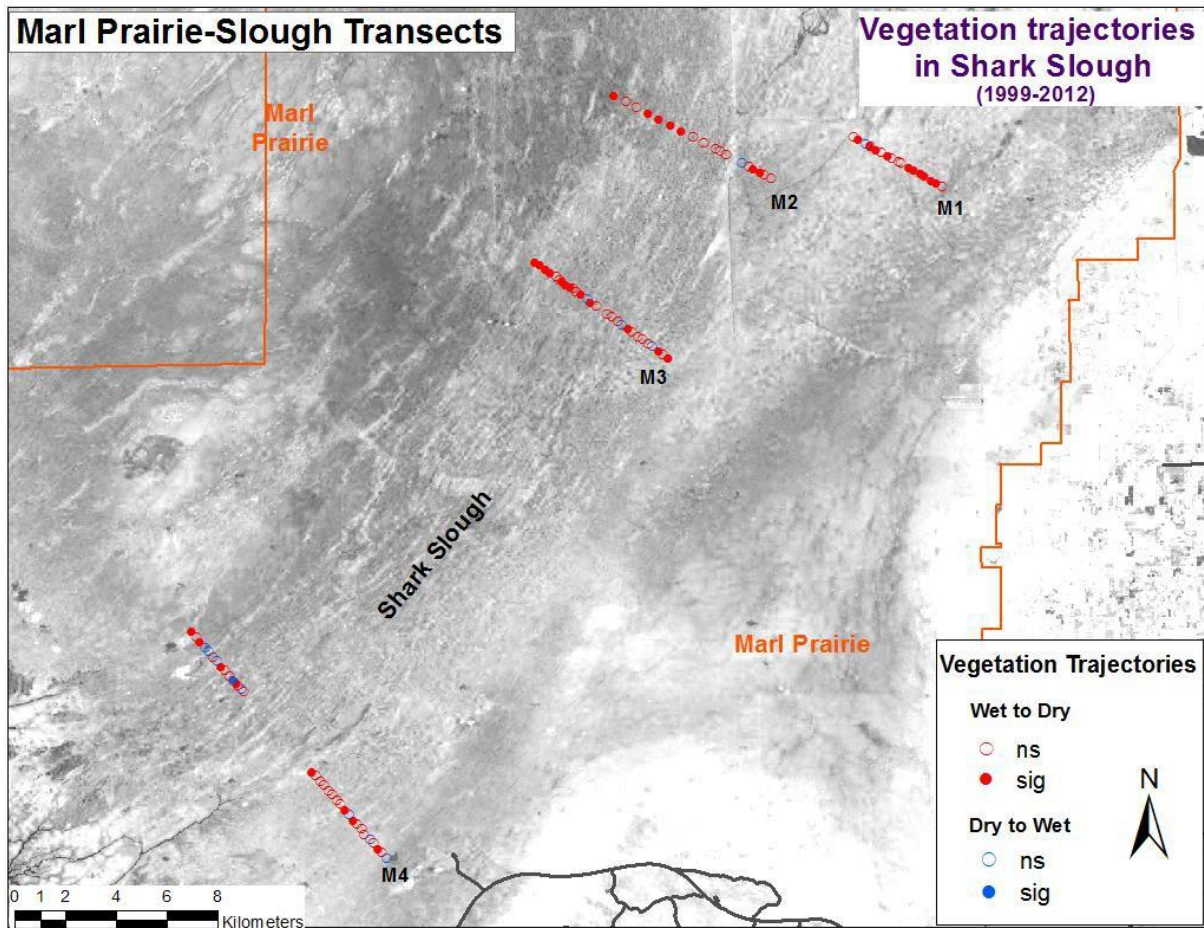 Marl Prairie-Slough Transects
Vegetation trajectories
in Shark Slough
(1999-2012)
Marl
Prairie
M2
M1
M3
Shark Slough
Marl Prairie
M4
Vegetation Trajectories
Wet to Dry
ns
sig
Dry to Wet
ns
sig
N
0 1 2 4 6 8
Kilometers